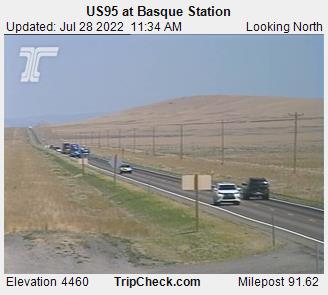 US95 at Basque Station
Updated: Jul 28 2022 11:34 AM Looking North
Elevation 4460 TripCheck.com Milepost 91.62